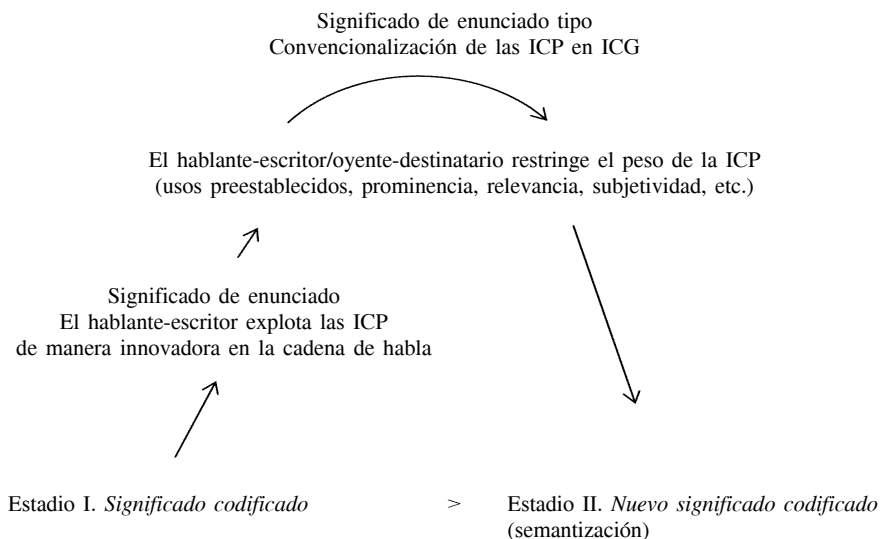 Significado de enunciado tipo
Convencionalización de las ICP en ICG
El hablante-escritor/oyente-destinatario restringe el peso de la ICP
(usos preestablecidos, prominencia, relevancia, subjetividad, etc.)
Significado de enunciado
El hablante-escritor explota las ICP
de manera innovadora en la cadena de habla
Estadio I. Significado codificado > Estadio II. Nuevo significado codificado
(semantización)